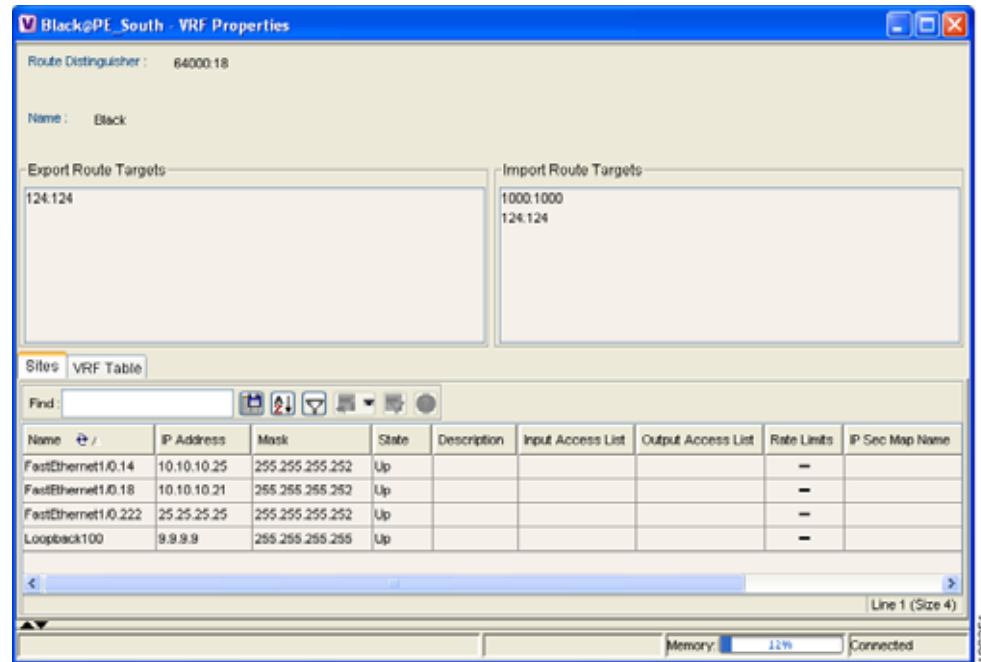 Black@PE_South - VRF Properties
Route Distinguisher : 64000:18
Name : Black
Export Route Targets
124:124
Import Route Targets
1000:1000
124:124
Sites VRF Table
Find :
Name IP Address Mask State Description Input Access List Output Access List Rate Limits IP Sec Map Name
FastEthernet1/0.14 10.10.10.25 255.255.255.252 Up
FastEthernet1/0.18 10.10.10.21 255.255.255.252 Up
FastEthernet1/0.222 25.25.25.25 255.255.255.252 Up
Loopback100 9.9.9.9 255.255.255.255 Up
Line 1 (Size 4)
Memory: 12% Connected